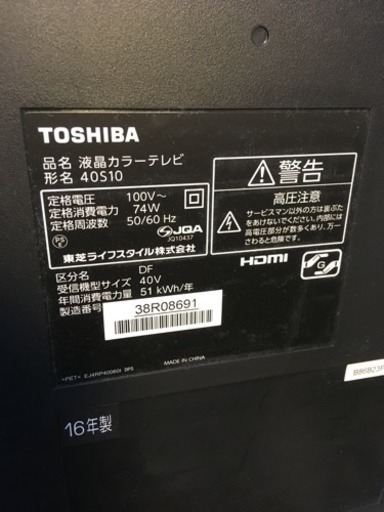 TOSHIBA
品名 液晶カラーテレビ
形名 40S10
定格電圧 100V~
定格消費電力 74W
定格周波数 50/60 Hz
PS
E
JQA
JQ10437
東芝ライフスタイル株式会社
警告
高圧注意
サービスマン以外の方は裏ぶた
をあけないでください。内部に
は高電圧部分が数多くあり、万一
さわると危険です。
HDMI
G
区分名 DF
受信機型サイズ 40V
年間消費電力量 51 kWh/年
製造番号
38R08691
MADE IN CHINA
>PET< EJ4RP40060I DPS
16年製